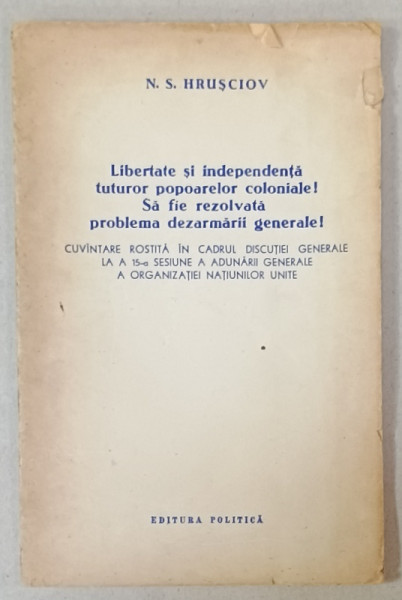 N. S. HRUȘCIOV
Libertate și independență
tuturor popoarelor coloniale!
Să fie rezolvată
problema dezarmării generale!
CUVÎNTARE ROSTITĂ ÎN CADRUL DISCUȚIEI GENERALE
LA A 15-a SESIUNE A ADUNĂRII GENERALE
A ORGANIZAȚIEI NAȚIUNILOR UNITE
EDITURA POLITICĂ